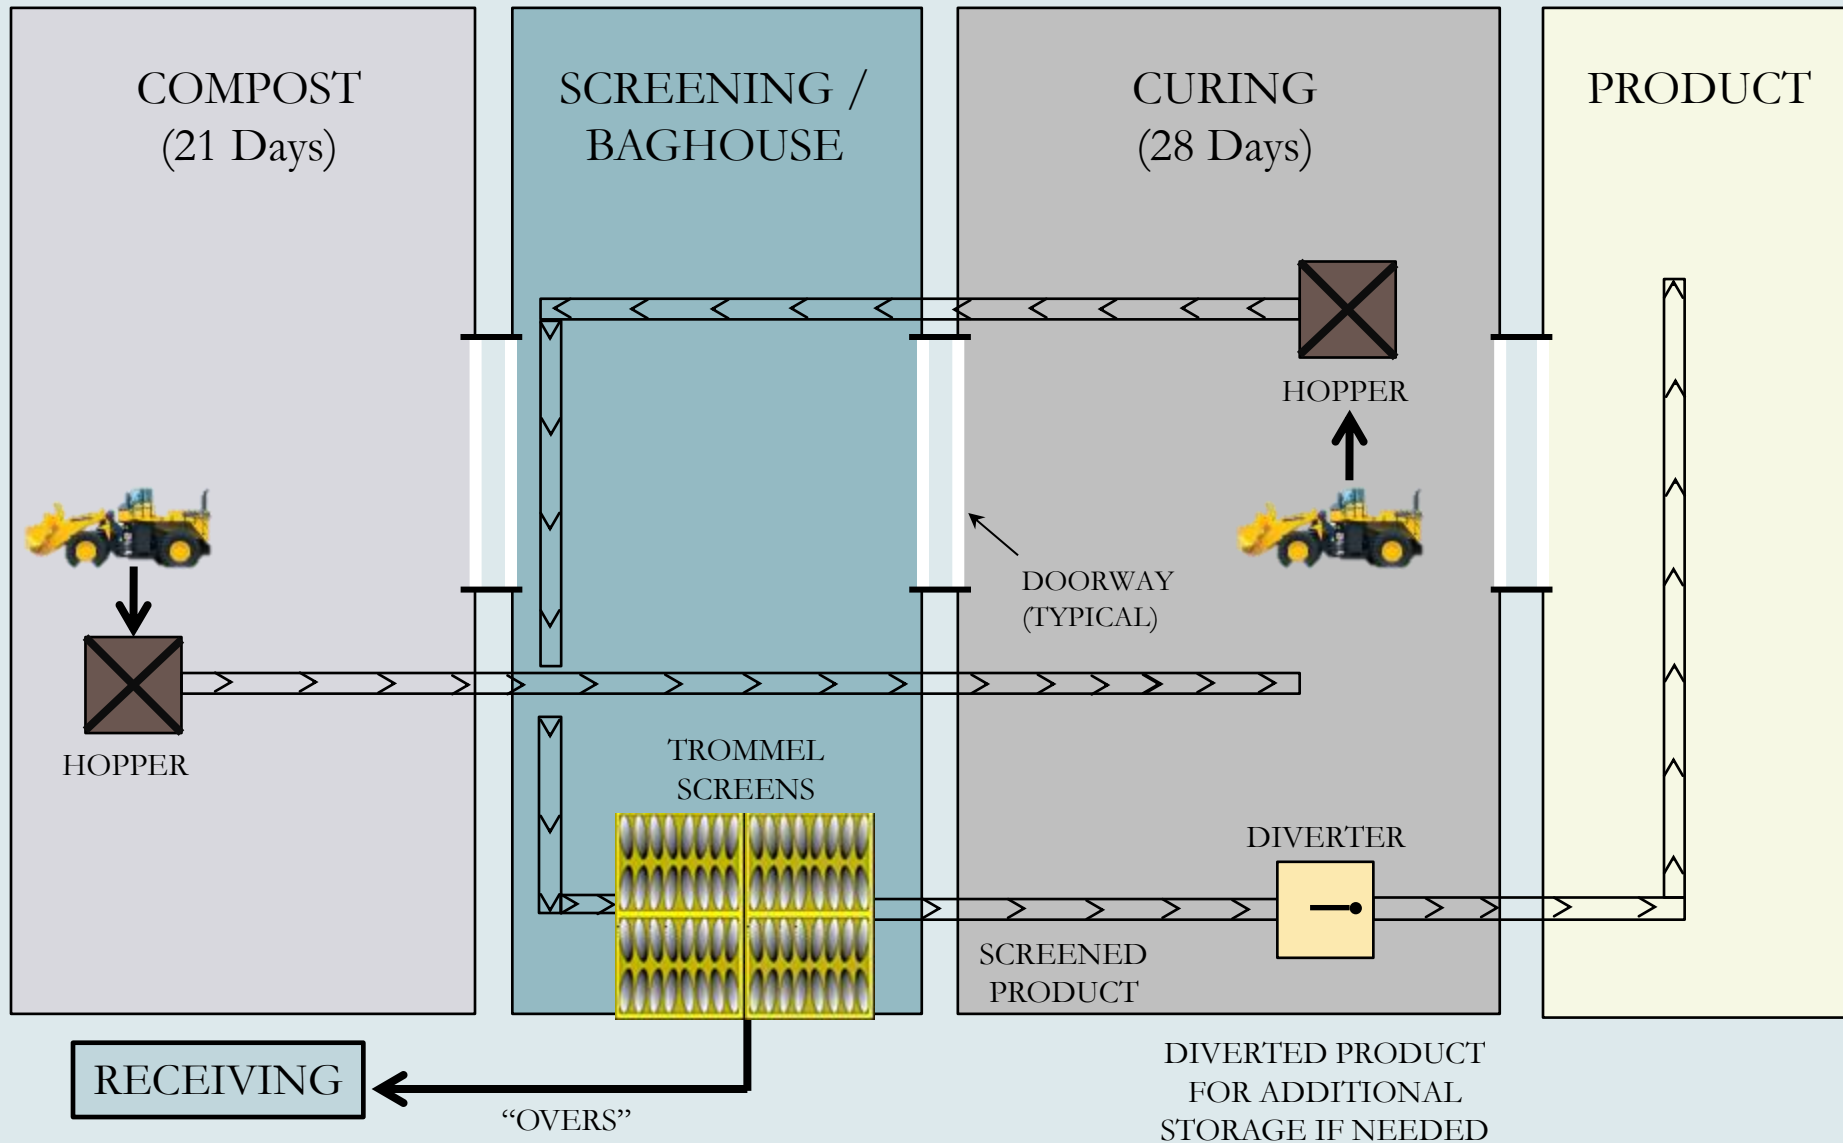 COMPOST
(21 Days)
SCREENING /
BAGHOUSE
CURING
(28 Days)
PRODUCT
HOPPER
DOORWAY
(TYPICAL)
HOPPER
TROMMEL
SCREENS
DIVERTER
SCREENED
PRODUCT
RECEIVING
“OVERS”
DIVERTED PRODUCT
FOR ADDITIONAL
STORAGE IF NEEDED